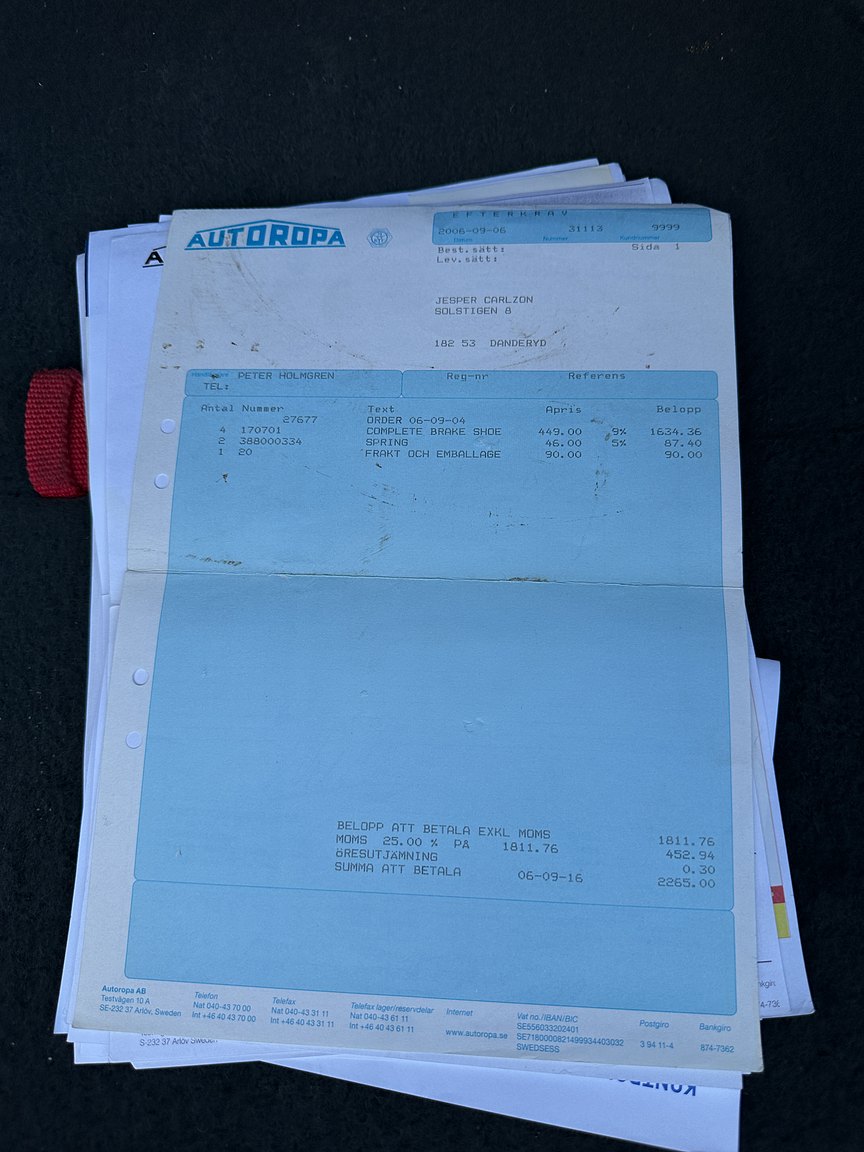 AUTOROPA
EFTERKRAV
2006-09-06 31113 9999
Datum Nummer Kundnummer
Best.sätt: Sida 1
Lev.sätt:
JESPER CARLZON
SOLSTIGEN 8
182 53 DANDERYD
PETER HOLMGREN Reg-nr Referens
TEL:
Antal Nummer Text Apris Belopp
27677 ORDER 06-09-04
4 170701 COMPLETE BRAKE SHOE 449.00 9% 1634.36
2 388000334 SPRING 46.00 5% 87.40
1 20 FRAKT OCH EMBALLAGE 90.00 90.00
BELOPP ATT BETALA EXKL MOMS 1811.76
MOMS 25.00 % PÅ 1811.76 452.94
ÖRESUTJÄMNING 0.30
SUMMA ATT BETALA 06-09-16 2265.00
Autoropa AB
Testvägen 10 A
SE-232 37 Arlöv, Sweden
Telefon
Nat 040-43 70 00
Int +46 40 43 70 00
Telefax
Nat 040-43 31 11
Int +46 40 43 31 11
Telefax lager/reservdelar
Nat 040-43 61 11
Int +46 40 43 61 11
Internet
www.autoropa.se
Vat no./IBAN/BIC
SE556033202401
SE7180000821499934403032
SWEDSESS
Postgiro
3 94 11-4
Bankgiro
874-7362
S-232 37 Arlöv Sweden